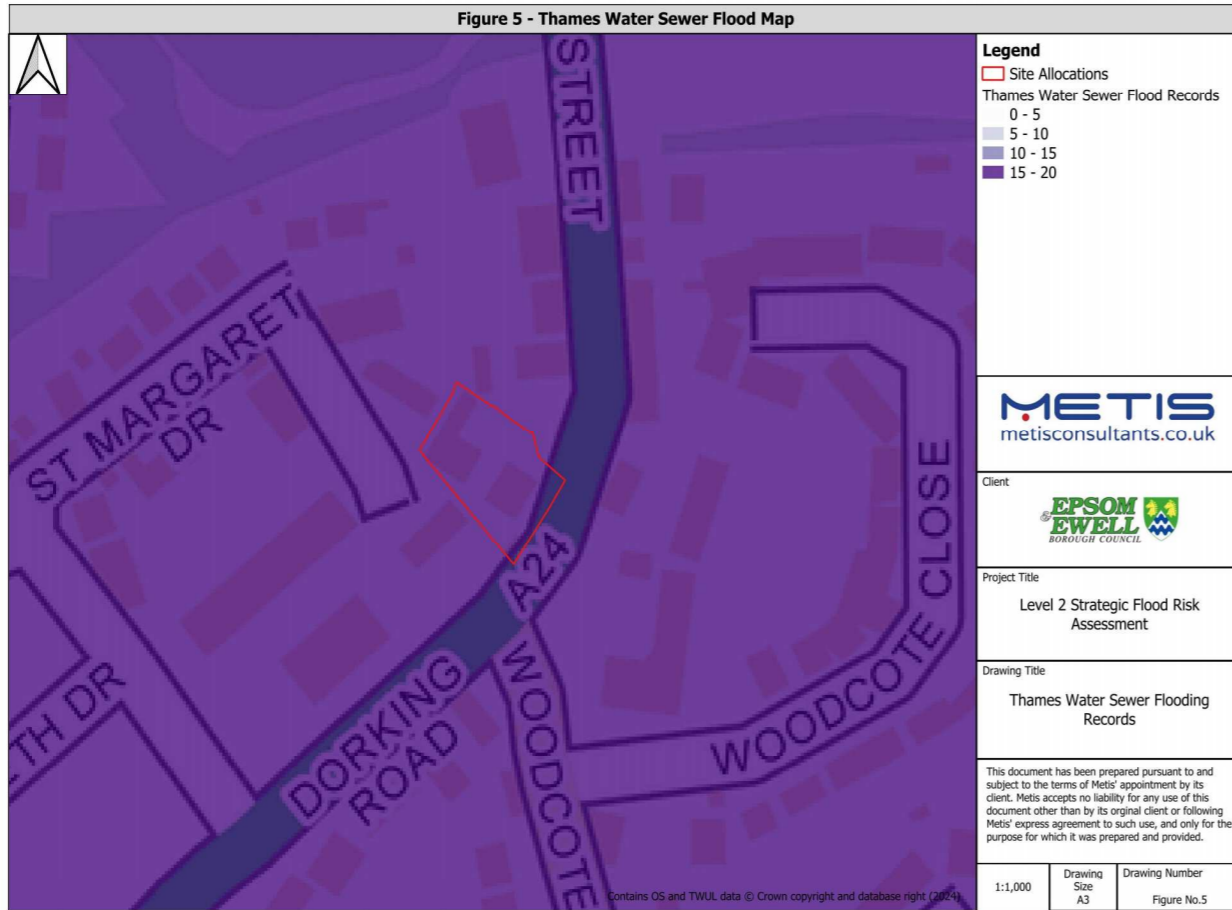 Figure 5 - Thames Water Sewer Flood Map
STREET
ST MARGARET
DR
TH DR
DORKING
ROAD
A24
WOODCOTE
WOODCOTE CLOSE
Contains OS and TWUL data © Crown copyright and database right (2024)
Legend
Site Allocations
Thames Water Sewer Flood Records
0 - 5
5 - 10
10 - 15
15 - 20
METIS
metisconsultants.co.uk
Client
EPSOM
& EWELL
BOROUGH COUNCIL
Project Title
Level 2 Strategic Flood Risk
Assessment
Drawing Title
Thames Water Sewer Flooding
Records
This document has been prepared pursuant to and
subject to the terms of Metis' appointment by its
client. Metis accepts no liability for any use of this
document other than by its orginal client or following
Metis' express agreement to such use, and only for the
purpose for which it was prepared and provided.
1:1,000
Drawing
Size
A3
Drawing Number
Figure No.5